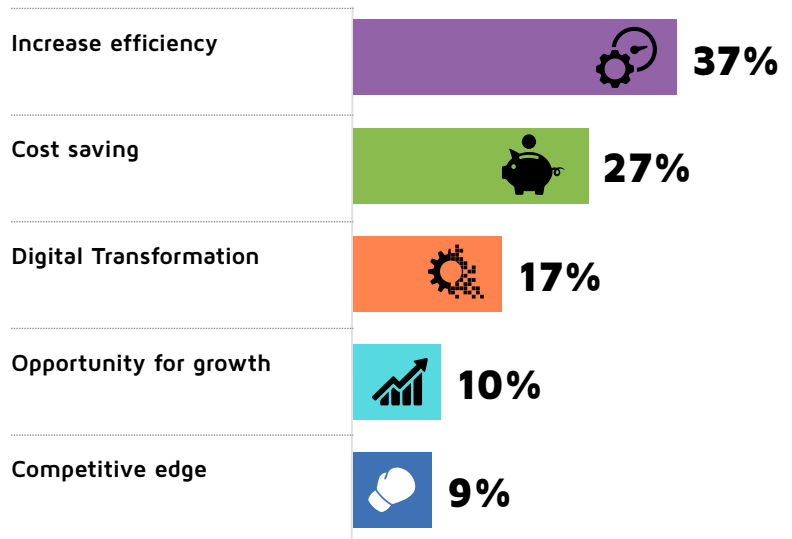 Increase efficiency
37%
Cost saving
27%
Digital Transformation
17%
Opportunity for growth
10%
Competitive edge
9%